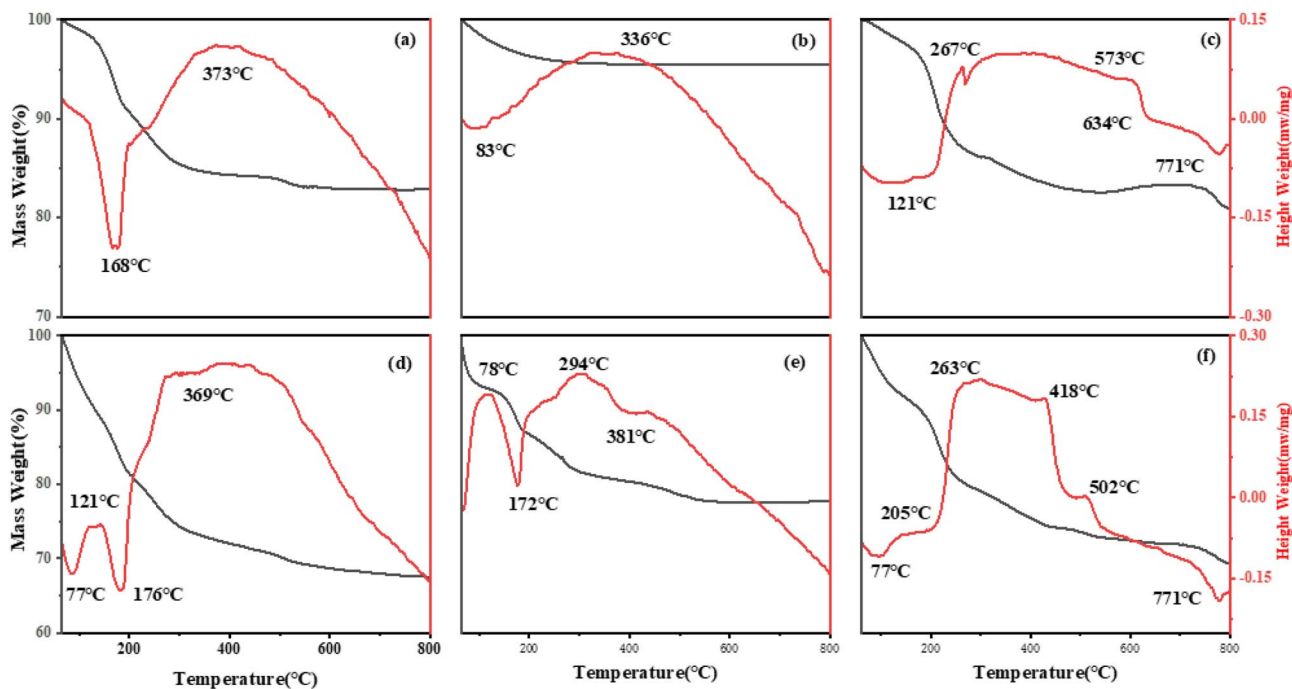 100
90
80
70
Mass Weight(%)
(a)
373°C
168°C
(b)
336°C
83°C
(c)
267°C
573°C
634°C
121°C
771°C
0.15
0.00
-0.15
-0.30
Height Weight(mw/mg)
100
90
80
70
60
Mass Weight(%)
(d)
369°C
121°C
77°C
176°C
200
400
600
800
Temperature(°C)
(e)
78°C
294°C
381°C
172°C
200
400
600
800
Temperature(°C)
(f)
263°C
418°C
205°C
502°C
77°C
771°C
200
400
600
800
Temperature(°C)
0.30
0.15
0.00
-0.15
Height Weight(mw/mg)